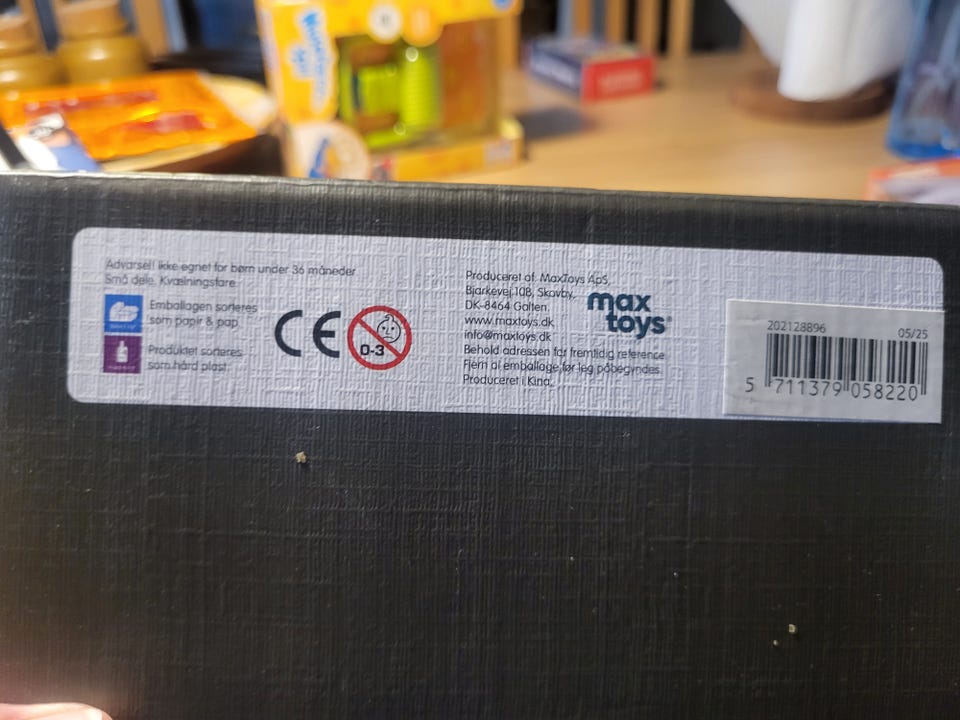 Advarsel! Ikke egnet for børn under 36 måneder
Små dele. Kvælningsfare.
Emballagen sorteres
som papir & pap
Produktet sorteres
som hård plast
CE
0-3
Produceret af: MaxToys ApS,
Bjarkevej 10B, Skovby,
DK-8464 Galten,
www.maxtoys.dk
info@maxtoys.dk
Behold adressen for fremtidig reference
Fjern al emballage før leg påbegyndes.
Produceret i Kina.
max
toys
202128896 05/25
5 711379 058220